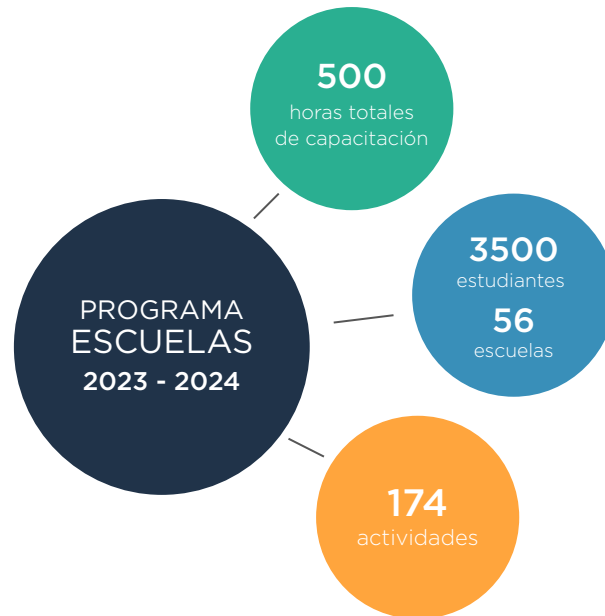 500
horas totales
de capacitación
3500
estudiantes
56
escuelas
PROGRAMA
ESCUELAS
2023 - 2024
174
actividades